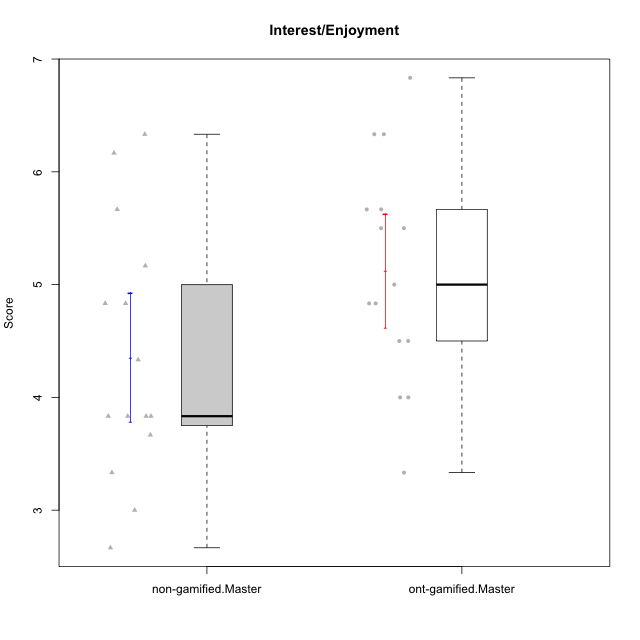 Interest/Enjoyment
7
6
5
4
3
Score
non-gamified.Master
ont-gamified.Master